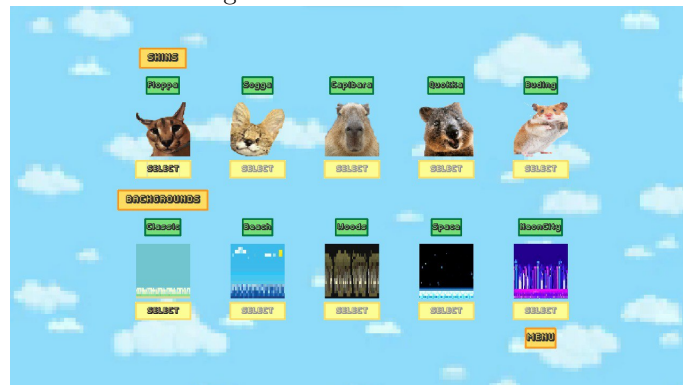 SKINS
Floppa Sogga Capibara Quokka Buding
SELECT SELECT SELECT SELECT SELECT
BACKGROUNDS
Classic Beach Woods Space NeonCity
SELECT SELECT SELECT SELECT SELECT
MENU